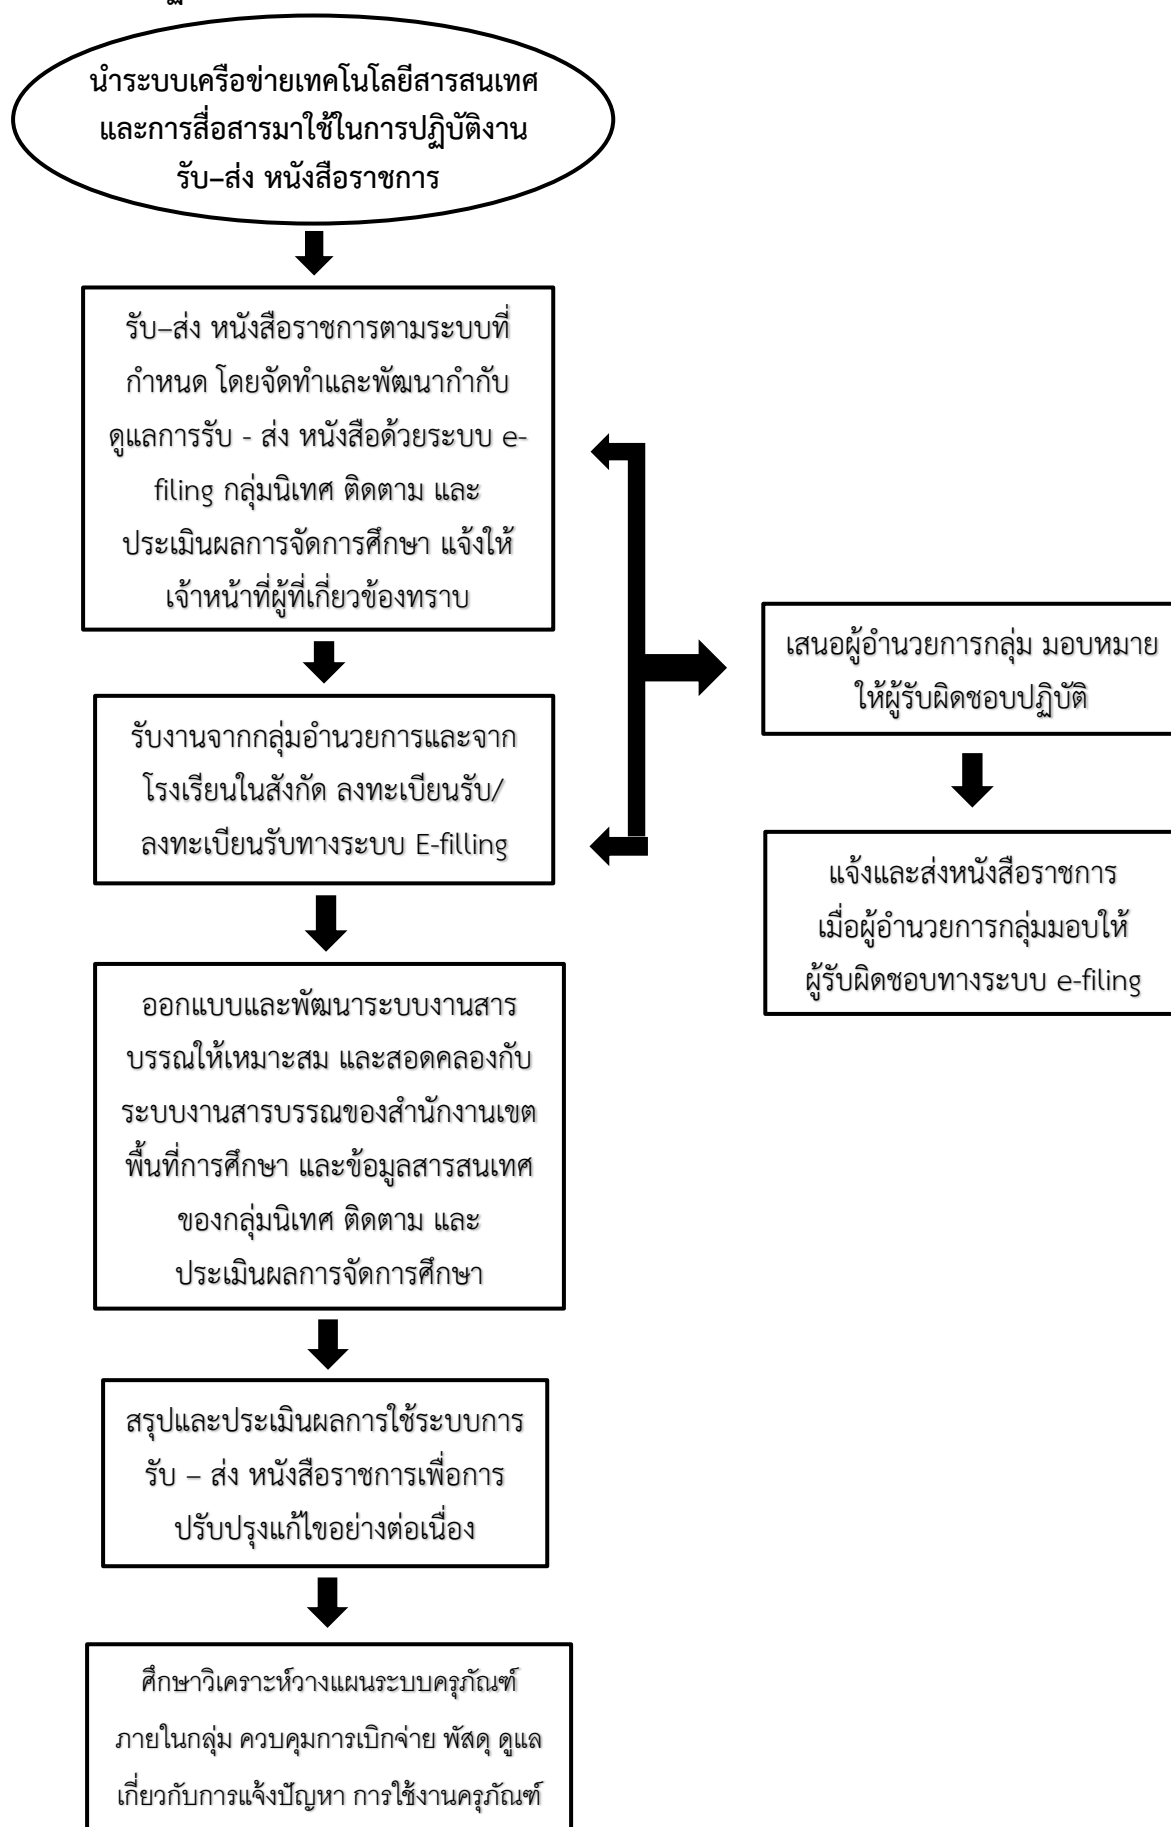 นำระบบเครือข่ายเทคโนโลยีสารสนเทศ
และการสื่อสารมาใช้ในการปฏิบัติงาน
รับ–ส่ง หนังสือราชการ
รับ–ส่ง หนังสือราชการตามระบบที่
กำหนด โดยจัดทำและพัฒนากำกับ
ดูแลการรับ - ส่ง หนังสือด้วยระบบ e-
filing กลุ่มนิเทศ ติดตาม และ
ประเมินผลการจัดการศึกษา แจ้งให้
เจ้าหน้าที่ผู้ที่เกี่ยวข้องทราบ
เสนอผู้อำนวยการกลุ่ม มอบหมาย
ให้ผู้รับผิดชอบปฏิบัติ
รับงานจากกลุ่มอำนวยการและจาก
โรงเรียนในสังกัด ลงทะเบียนรับ/
ลงทะเบียนรับทางระบบ E-filling
แจ้งและส่งหนังสือราชการ
เมื่อผู้อำนวยการกลุ่มมอบให้
ผู้รับผิดชอบทางระบบ e-filing
ออกแบบและพัฒนาระบบงานสาร
บรรณให้เหมาะสม และสอดคลองกับ
ระบบงานสารบรรณของสำนักงานเขต
พื้นที่การศึกษา และข้อมูลสารสนเทศ
ของกลุ่มนิเทศ ติดตาม และ
ประเมินผลการจัดการศึกษา
สรุปและประเมินผลการใช้ระบบการ
รับ – ส่ง หนังสือราชการเพื่อการ
ปรับปรุงแก้ไขอย่างต่อเนื่อง
ศึกษาวิเคราะห์วางแผนระบบครุภัณฑ์
ภายในกลุ่ม ควบคุมการเบิกจ่าย พัสดุ ดูแล
เกี่ยวกับการแจ้งปัญหา การใช้งานครุภัณฑ์